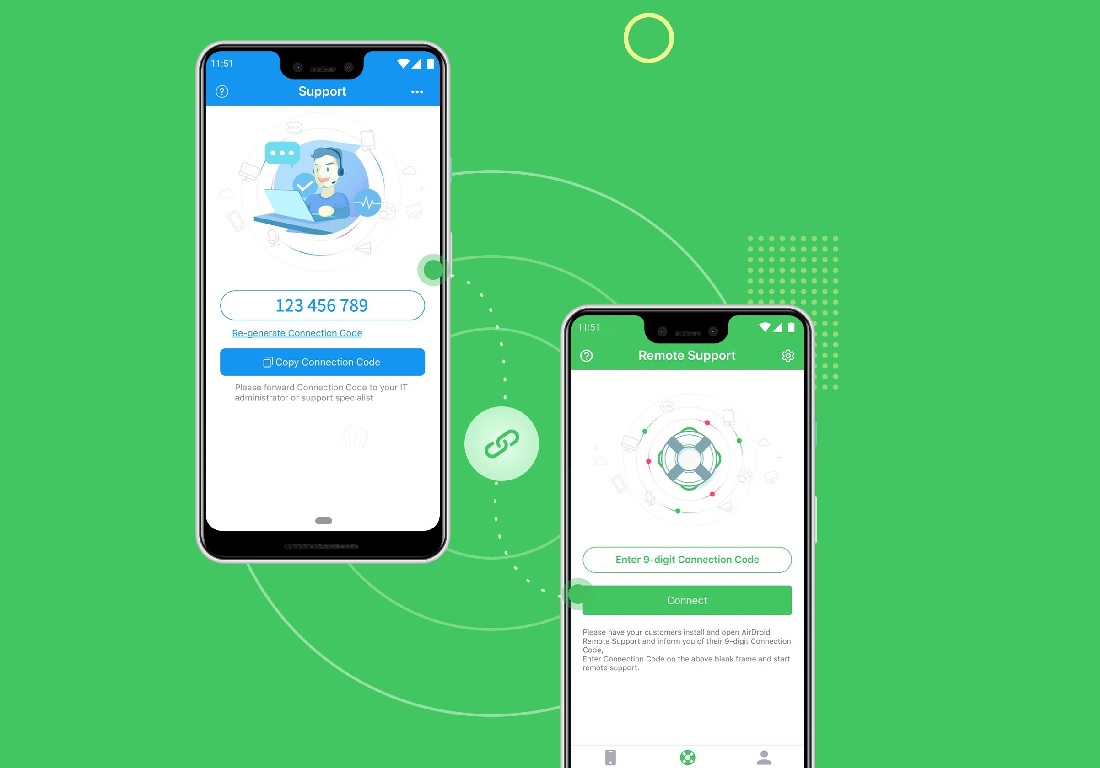 11:51
Support
123 456 789
Re-generate Connection Code
Copy Connection Code
Please forward Connection Code to your IT
administrator or support specialist
11:51
Remote Support
Enter 9-digit Connection Code
Connect
Please have your customers install and open AirDroid
Remote Support and inform you of their 9-digit Connection
Code,
Enter Connection Code on the above blank frame and start
remote support.